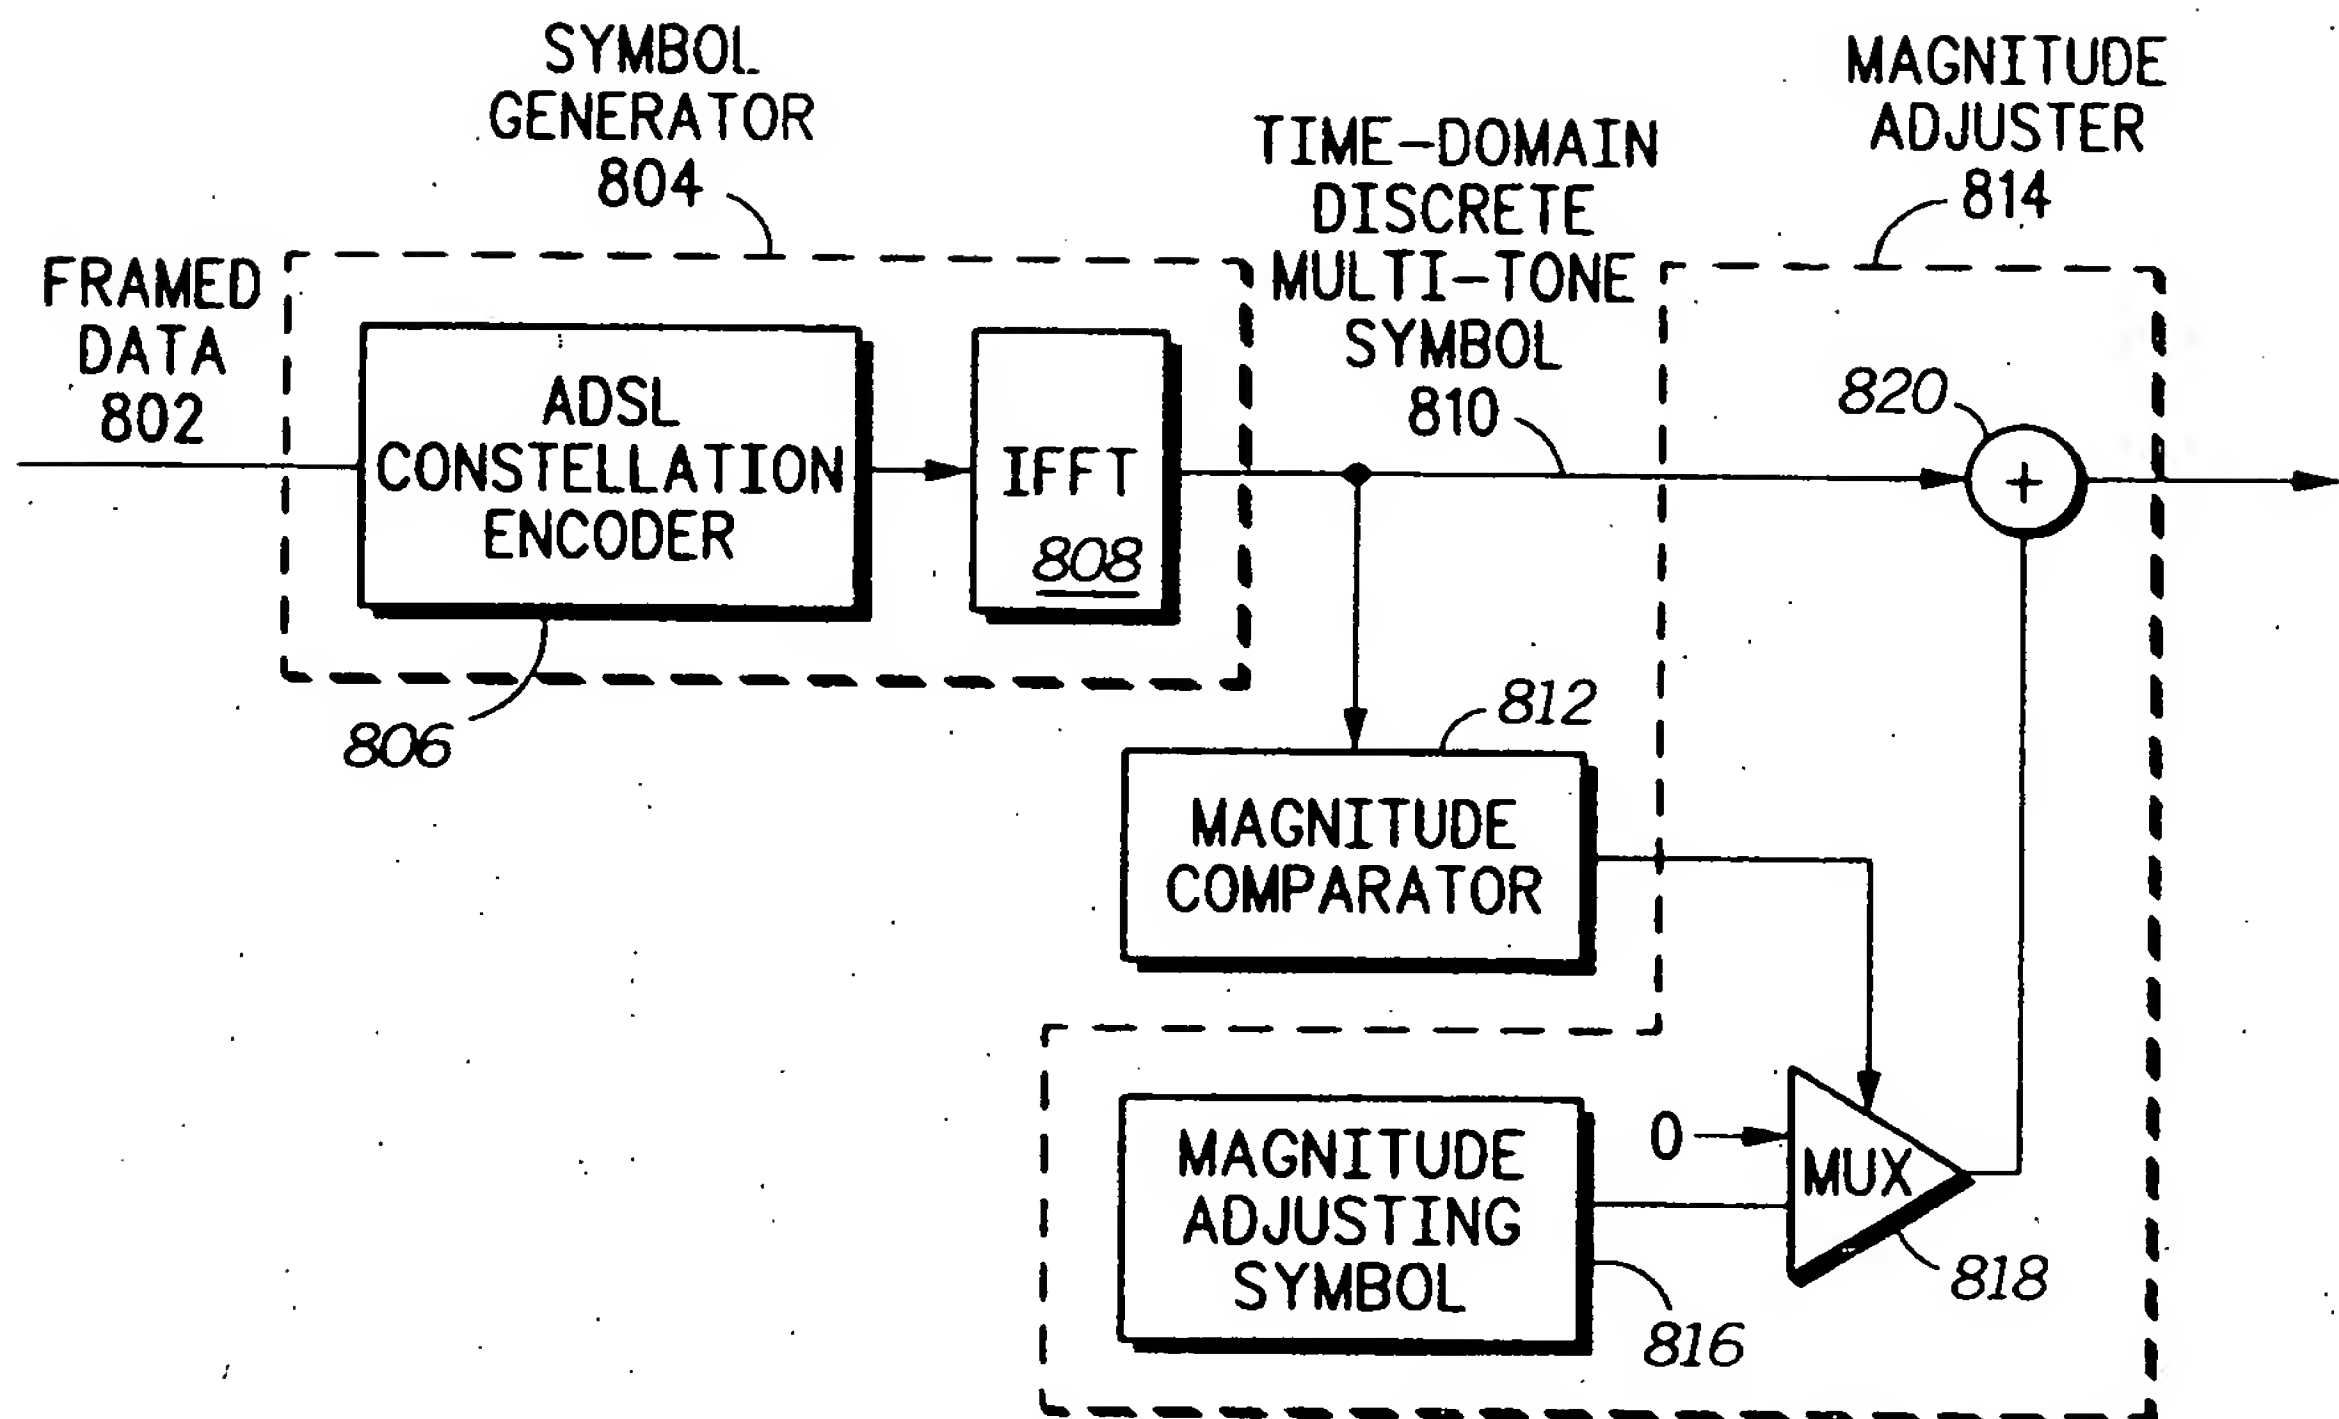 SYMBOL
GENERATOR
804
MAGNITUDE
ADJUSTER
814
TIME-DOMAIN
DISCRETE
MULTI-TONE
SYMBOL
810
FRAMED
DATA
802
ADSL
CONSTELLATION
ENCODER
806
IFFT
808
820
+
812
MAGNITUDE
COMPARATOR
MAGNITUDE
ADJUSTING
SYMBOL
816
0
MUX
818